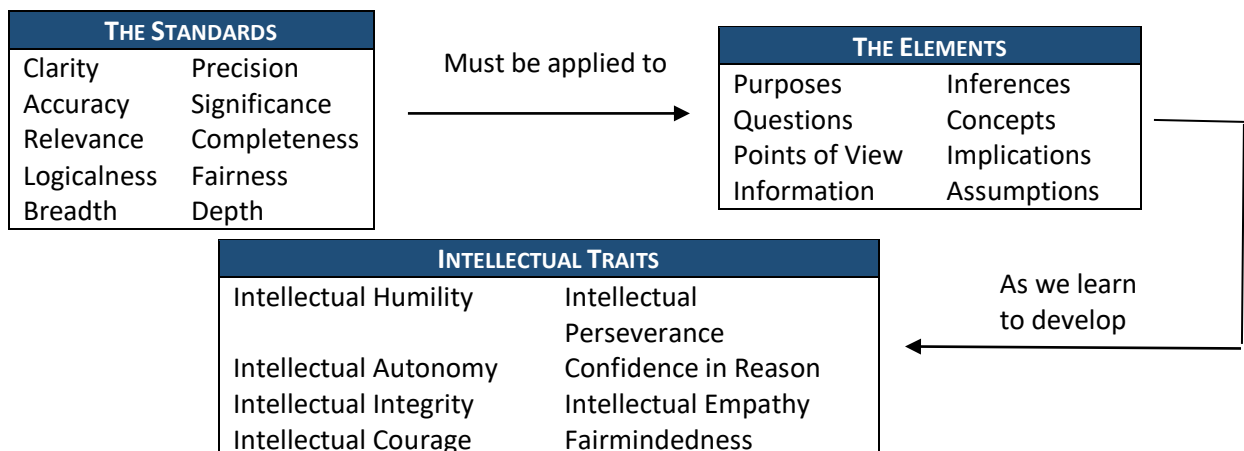 THE STANDARDS
Clarity Precision
Accuracy Significance
Relevance Completeness
Logicalness Fairness
Breadth Depth
Must be applied to
THE ELEMENTS
Purposes Inferences
Questions Concepts
Points of View Implications
Information Assumptions
As we learn
to develop
INTELLECTUAL TRAITS
Intellectual Humility Intellectual
Perseverance
Intellectual Autonomy Confidence in Reason
Intellectual Integrity Intellectual Empathy
Intellectual Courage Fairmindedness